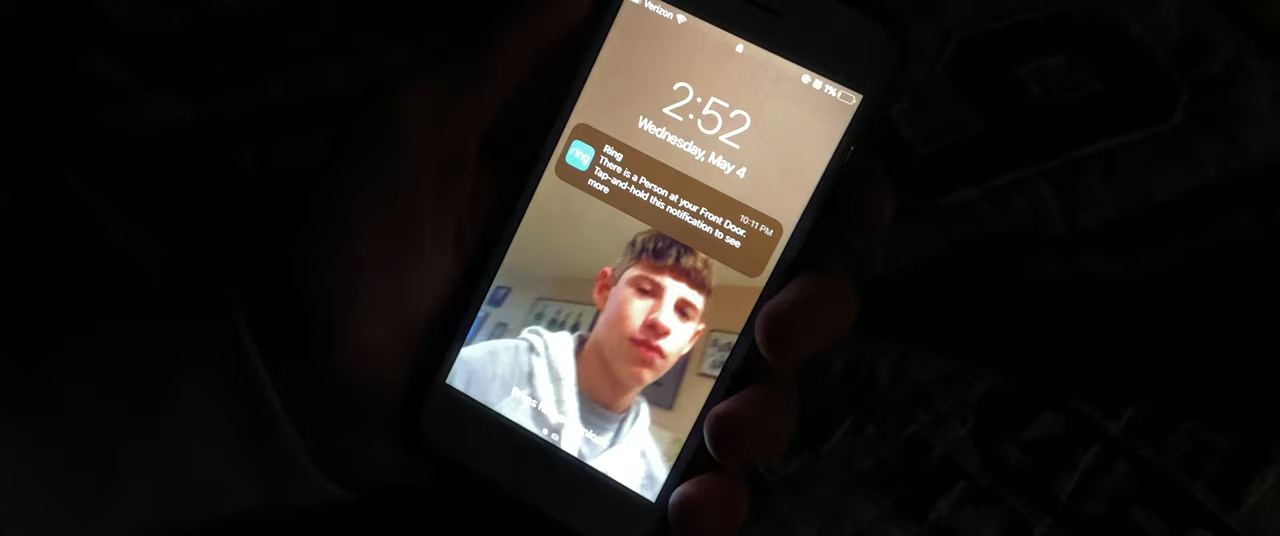 Verizon
1%
2:52
Wednesday, May 4
ring
Ring
10:11 PM
There is a Person at your Front Door.
Tap-and-hold this notification to see
more